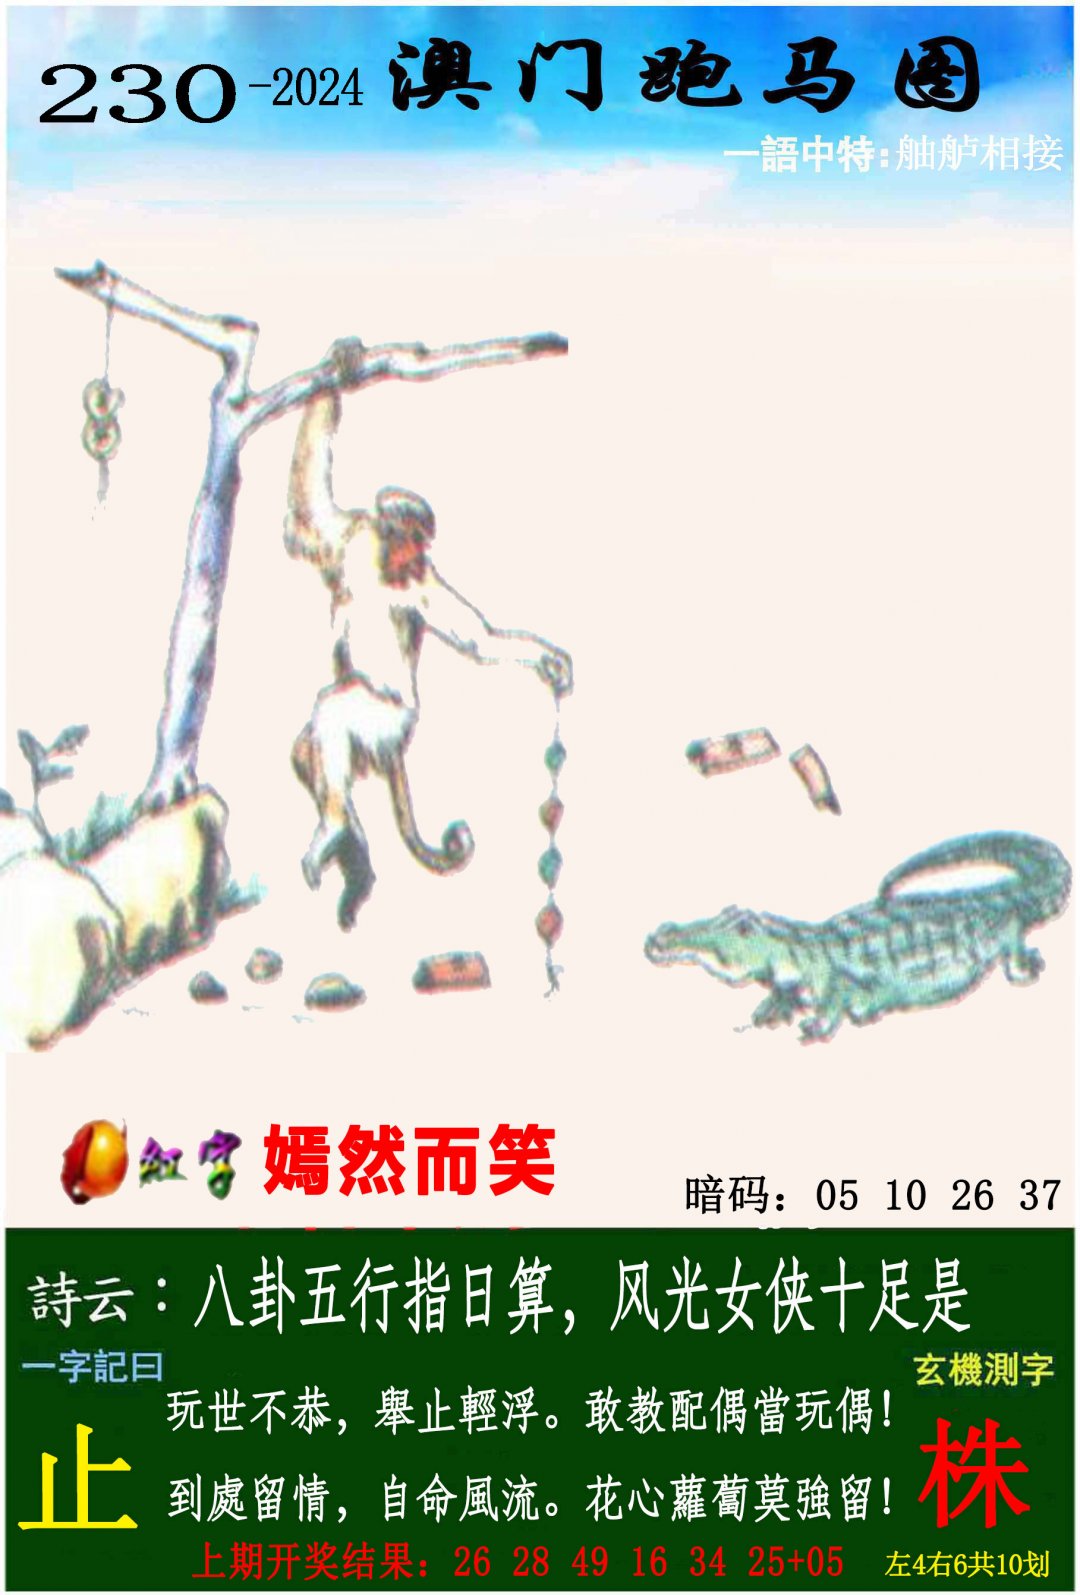 230-2024 澳门跑马图
一語中特:舳舻相接
红字 嫣然而笑
暗码：05 10 26 37
詩云：八卦五行指日算，风光女侠十足是
一字記曰
玄機測字
玩世不恭，舉止輕浮。敢教配偶當玩偶！
止
株
到處留情，自命風流。花心蘿蔔莫強留！
上期开奖结果：26 28 49 16 34 25+05
左4右6共10划